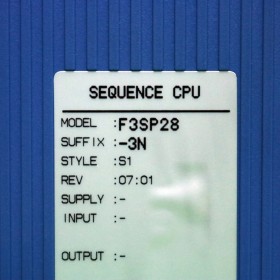 SEQUENCE CPU
MODEL :F3SP28
SUFFIX :-3N
STYLE :S1
REV :07:01
SUPPLY :-
INPUT :-
OUTPUT :-